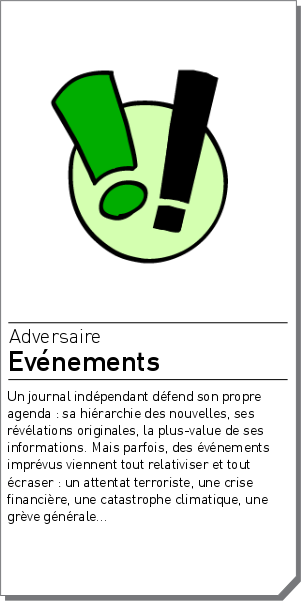 Adversaire
Evénements
Un journal indépendant défend son propre
agenda : sa hiérarchie des nouvelles, ses
révélations originales, la plus-value de ses
informations. Mais parfois, des événements
imprévus viennent tout relativiser et tout
écraser : un attentat terroriste, une crise
financière, une catastrophe climatique, une
grève générale...